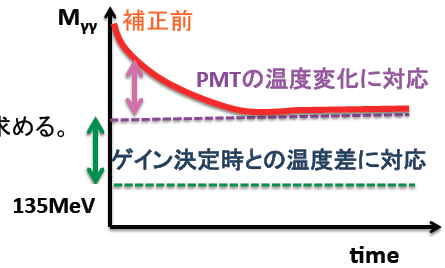 Mγγ
補正前
PMTの温度変化に対応
求める。
ゲイン決定時との温度差に対応
135MeV
time